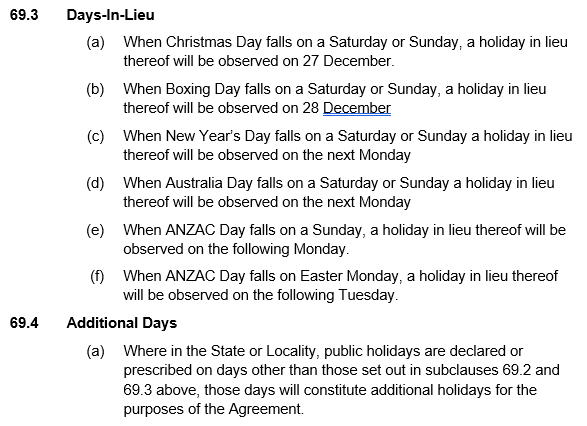 69.3 Days-In-Lieu
(a) When Christmas Day falls on a Saturday or Sunday, a holiday in lieu
thereof will be observed on 27 December.
(b) When Boxing Day falls on a Saturday or Sunday, a holiday in lieu
thereof will be observed on 28 December
(c) When New Year's Day falls on a Saturday or Sunday a holiday in lieu
thereof will be observed on the next Monday
(d) When Australia Day falls on a Saturday or Sunday a holiday in lieu
thereof will be observed on the next Monday
(e) When ANZAC Day falls on a Sunday, a holiday in lieu thereof will be
observed on the following Monday.
(f) When ANZAC Day falls on Easter Monday, a holiday in lieu thereof
will be observed on the following Tuesday.
69.4 Additional Days
(a) Where in the State or Locality, public holidays are declared or
prescribed on days other than those set out in subclauses 69.2 and
69.3 above, those days will constitute additional holidays for the
purposes of the Agreement.